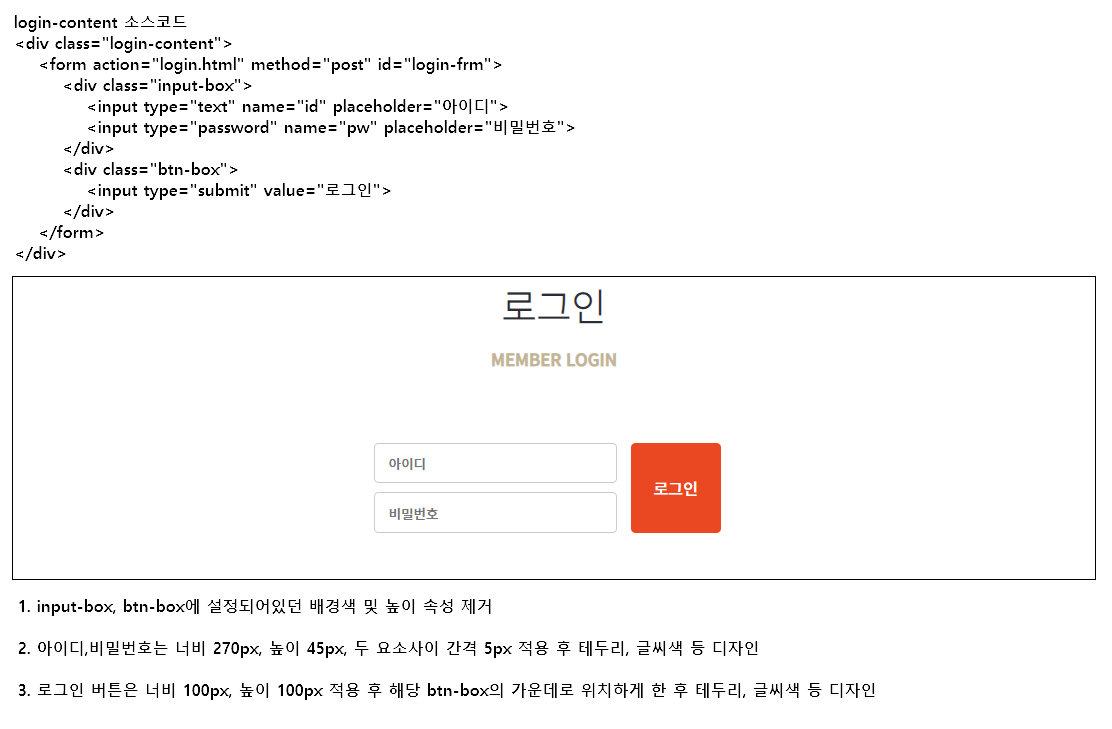 login-content 소스코드
<div class="login-content">
<form action="login.html" method="post" id="login-frm">
<div class="input-box">
<input type="text" name="id" placeholder="아이디">
<input type="password" name="pw" placeholder="비밀번호">
</div>
<div class="btn-box">
<input type="submit" value="로그인">
</div>
</form>
</div>
로그인
MEMBER LOGIN
아이디
비밀번호
로그인
1. input-box, btn-box에 설정되어있던 배경색 및 높이 속성 제거
2. 아이디,비밀번호는 너비 270px, 높이 45px, 두 요소사이 간격 5px 적용 후 테두리, 글씨색 등 디자인
3. 로그인 버튼은 너비 100px, 높이 100px 적용 후 해당 btn-box의 가운데로 위치하게 한 후 테두리, 글씨색 등 디자인